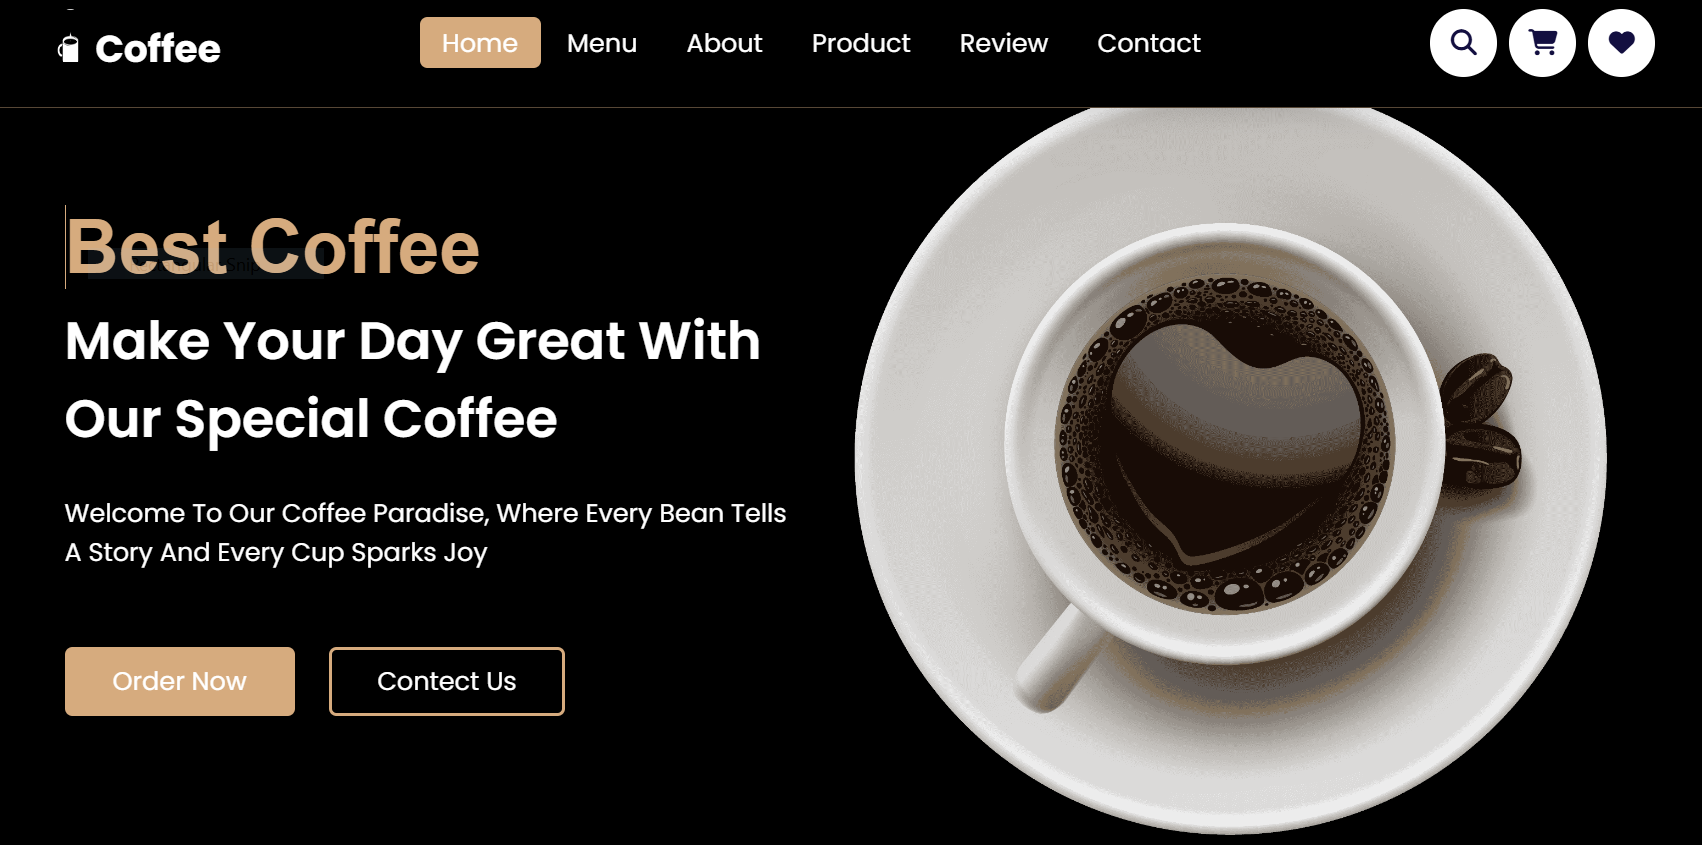 Coffee
Home Menu About Product Review Contact
Best Coffee
Make Your Day Great With
Our Special Coffee
Welcome To Our Coffee Paradise, Where Every Bean Tells
A Story And Every Cup Sparks Joy
Order Now Contect Us